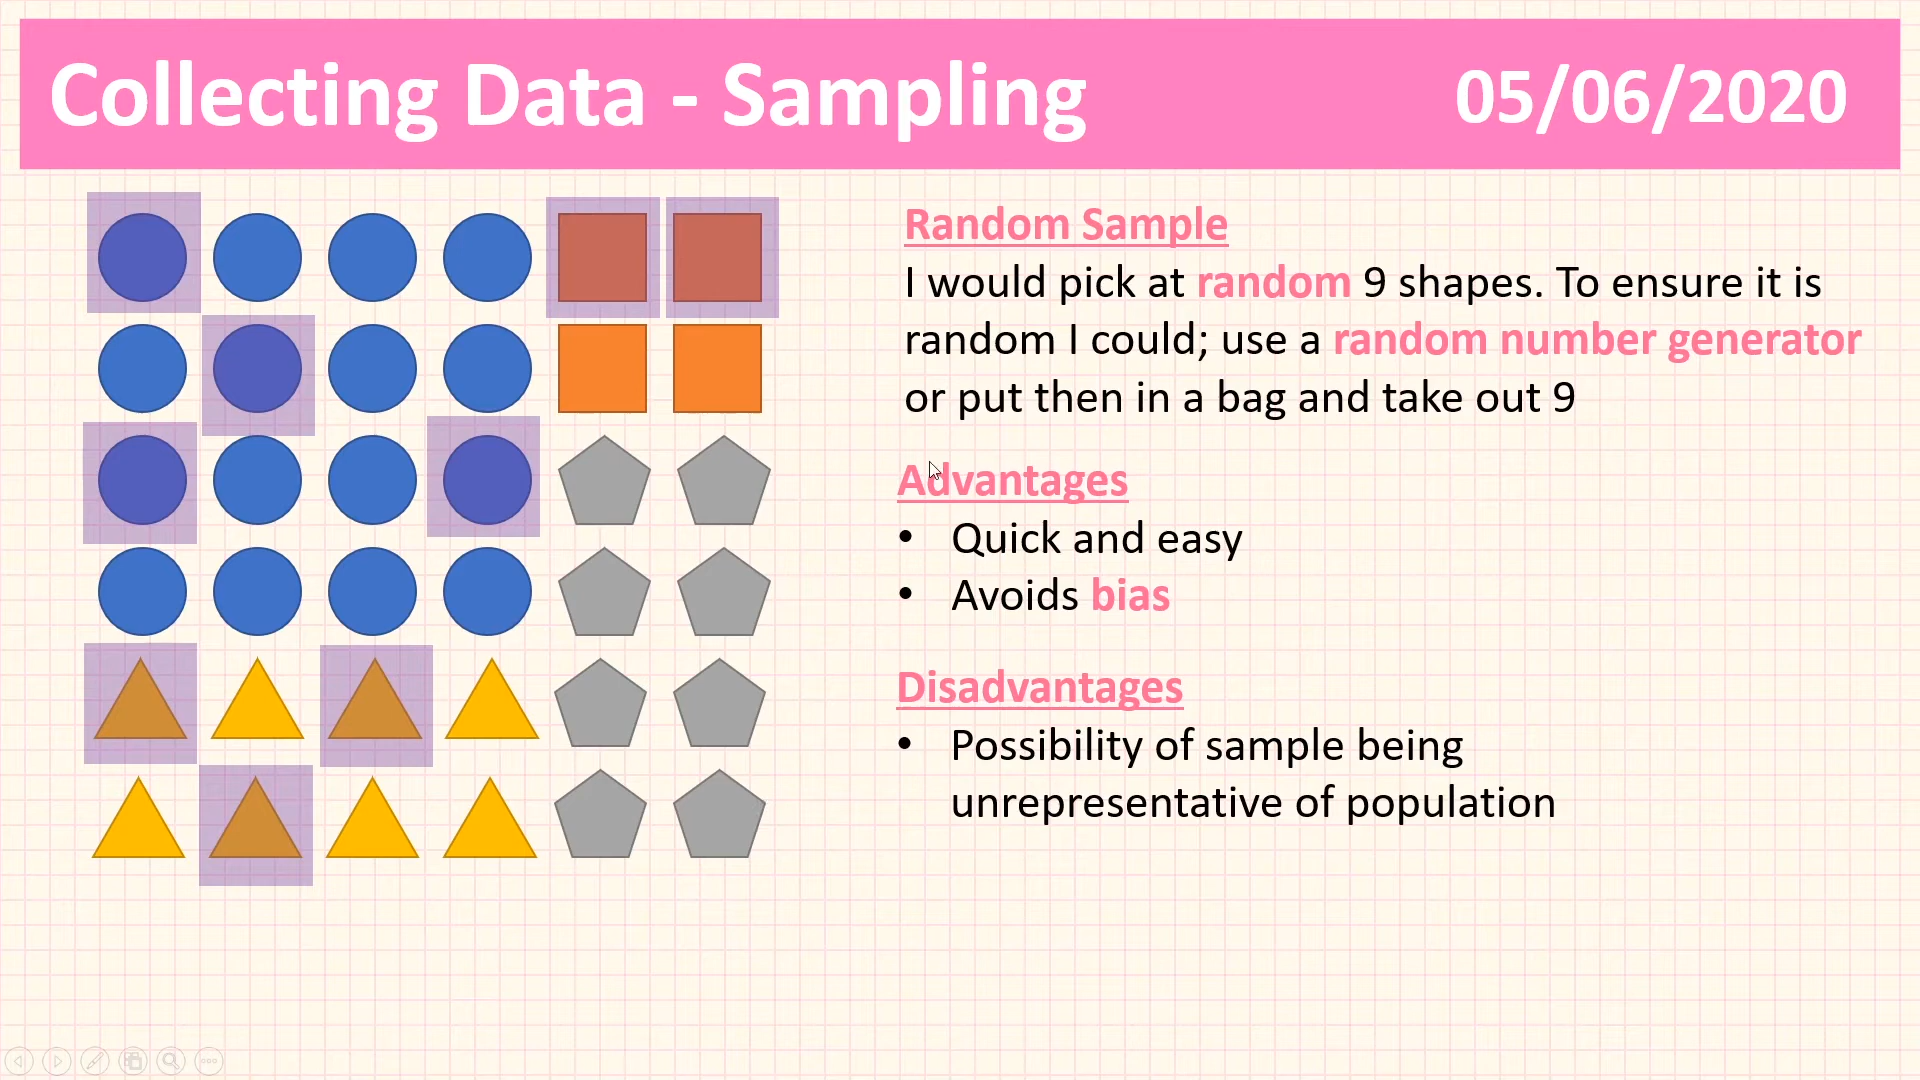 Collecting Data - Sampling
05/06/2020
Random Sample
I would pick at random 9 shapes. To ensure it is
random I could; use a random number generator
or put then in a bag and take out 9
Advantages
• Quick and easy
• Avoids bias
Disadvantages
• Possibility of sample being
unrepresentative of population